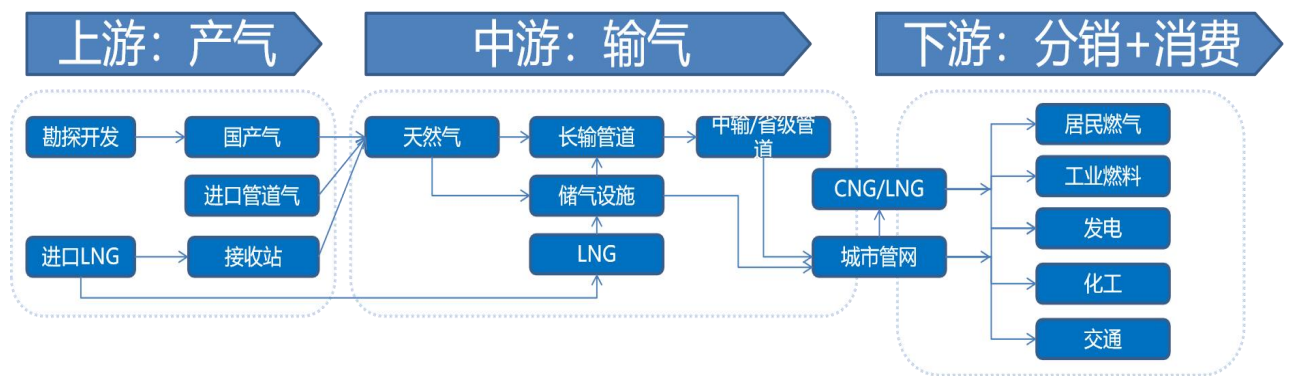 上游：产气
中游：输气
下游：分销+消费
勘探开发
国产气
天然气
长输管道
中输/省级管
道
居民燃气
进口管道气
储气设施
CNG/LNG
工业燃料
发电
进口LNG
接收站
LNG
城市管网
化工
交通